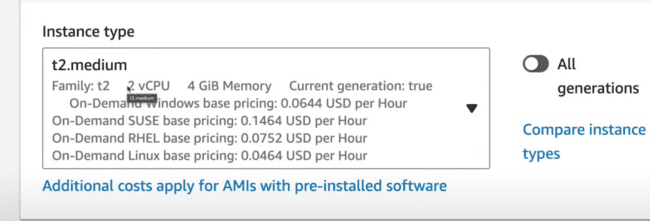 Instance type
t2.medium
Family: t2 2 vCPU 4 GiB Memory Current generation: true
t2.medium
On-Demand Windows base pricing: 0.0644 USD per Hour
On-Demand SUSE base pricing: 0.1464 USD per Hour
On-Demand RHEL base pricing: 0.0752 USD per Hour
On-Demand Linux base pricing: 0.0464 USD per Hour
All
generations
Compare instance
types
Additional costs apply for AMIs with pre-installed software